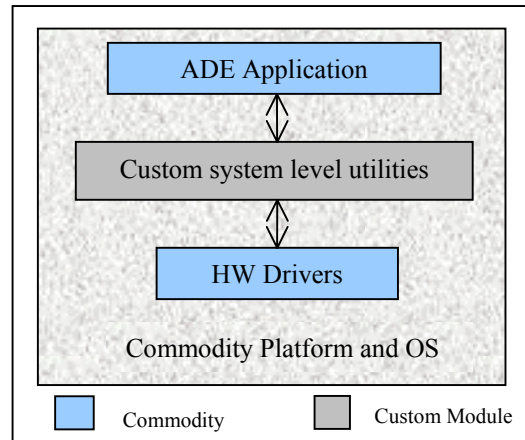 ADE Application
Custom system level utilities
HW Drivers
Commodity Platform and OS
Commodity
Custom Module